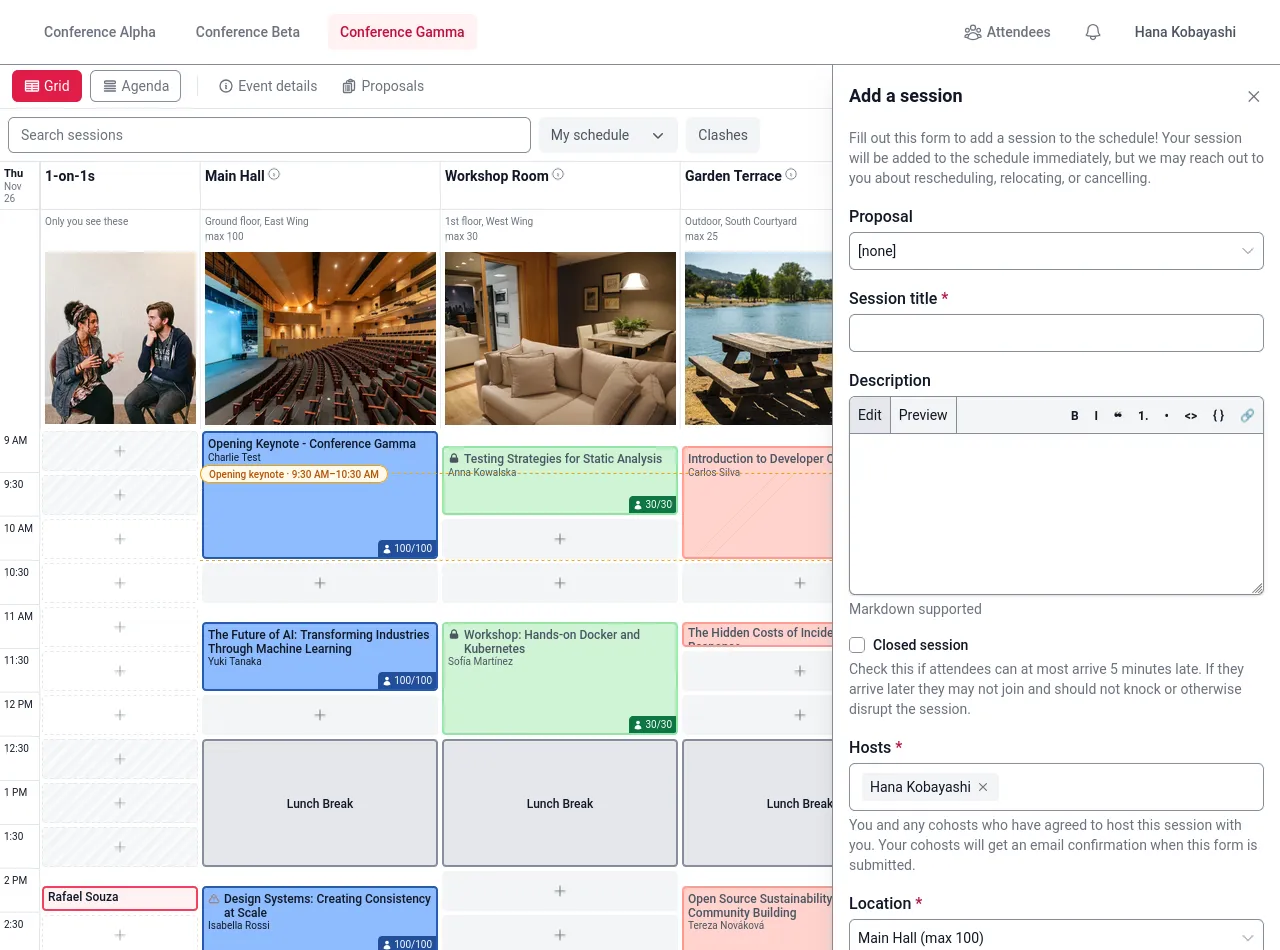 Conference Alpha
Conference Beta
Conference Gamma
Attendees
Hana Kobayashi
Grid
Agenda
Event details
Proposals
Search sessions
My schedule
Clashes
Thu
Nov
26
1-on-1s
Main Hall
Workshop Room
Garden Terrace
Only you see these
Ground floor, East Wing
max 100
1st floor, West Wing
max 30
Outdoor, South Courtyard
max 25
9 AM
9:30
10 AM
10:30
11 AM
11:30
12 PM
12:30
1 PM
1:30
2 PM
2:30
Rafael Souza
Opening Keynote - Conference Gamma
Charlie Test
Opening keynote · 9:30 AM–10:30 AM
100/100
The Future of AI: Transforming Industries
Through Machine Learning
Yuki Tanaka
100/100
Lunch Break
Design Systems: Creating Consistency
at Scale
Isabella Rossi
100/100
Testing Strategies for Static Analysis
Anna Kowalska
30/30
Workshop: Hands-on Docker and
Kubernetes
Sofía Martínez
30/30
Lunch Break
Introduction to Developer
Carlos Silva
The Hidden Costs of
Lunch Break
Open Source Sustainability
Community Building
Tereza Nováková
Add a session
Fill out this form to add a session to the schedule! Your session
will be added to the schedule immediately, but we may reach out to
you about rescheduling, relocating, or cancelling.
Proposal
[none]
Session title *
Description
Edit
Preview
B I ❝ 1. • <> {}
Markdown supported
Closed session
Check this if attendees can at most arrive 5 minutes late. If they
arrive later they may not join and should not knock or otherwise
disrupt the session.
Hosts *
Hana Kobayashi
You and any cohosts who have agreed to host this session with
you. Your cohosts will get an email confirmation when this form is
submitted.
Location *
Main Hall (max 100)